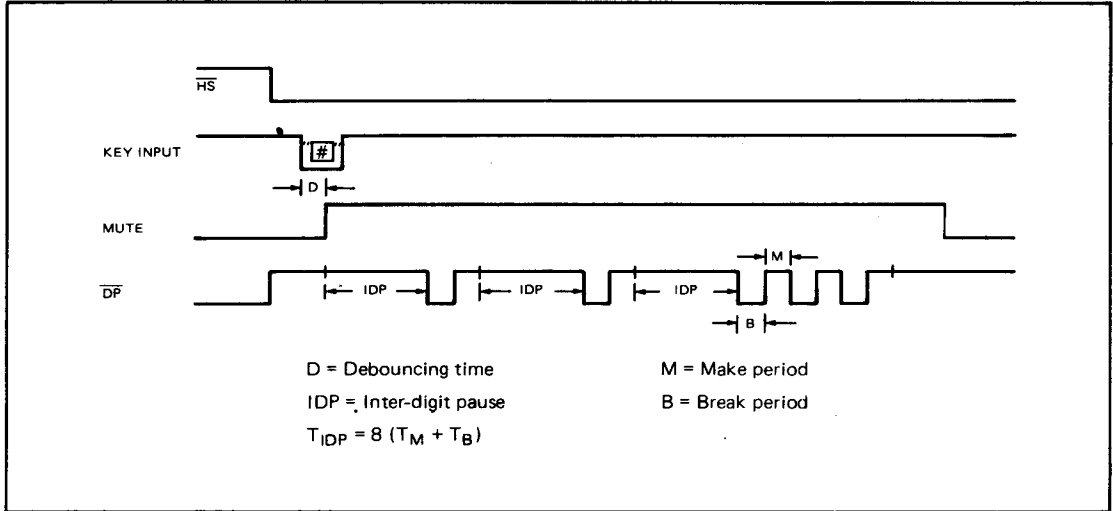 HS
KEY INPUT
#
D
MUTE
M
DP
IDP
IDP
IDP
B
D = Debouncing time
M = Make period
IDP = Inter-digit pause
B = Break period
TIDP = 8 (TM + TB)